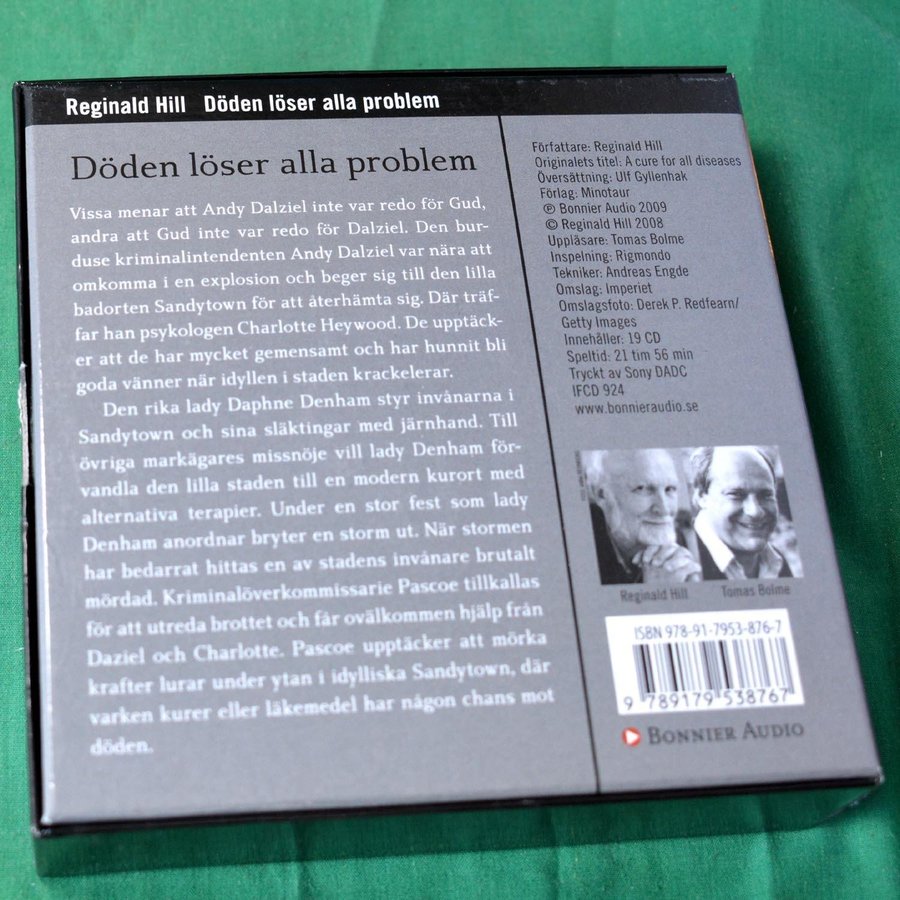 Reginald Hill Döden löser alla problem
Döden löser alla problem
Vissa menar att Andy Dalziel inte var redo för Gud,
andra att Gud inte var redo för Dalziel. Den bur-
duse kriminalintendenten Andy Dalziel var nära att
omkomma i en explosion och beger sig till den lilla
badorten Sandytown för att återhämta sig. Där träf-
far han psykologen Charlotte Heywood. De upptäck-
er att de har mycket gemensamt och har hunnit bli
goda vänner när idyllen i staden krackelerar.
Den rika lady Daphne Denham styr invånarna i
Sandytown och sina släktingar med järnhand. Till
övriga markägares missnöje vill lady Denham för-
vandla den lilla staden till en modern kurort med
alternativa terapier. Under en stor fest som lady
Denham anordnar bryter en storm ut. När stormen
har bedarrat hittas en av stadens invånare brutalt
mördad. Kriminalöverkommissarie Pascoe tillkallas
för att utreda brottet och får ovälkommen hjälp från
Daziel och Charlotte. Pascoe upptäcker att mörka
krafter lurar under ytan i idylliska Sandytown, där
varken kurer eller läkemedel har någon chans mot
döden.
Författare: Reginald Hill
Originalets titel: A cure for all diseases
Översättning: Ulf Gyllenhak
Förlag: Minotaur
℗ Bonnier Audio 2009
© Reginald Hill 2008
Uppläsare: Tomas Bolme
Inspelning: Rigmondo
Tekniker: Andreas Engde
Omslag: Imperiet
Omslagsfoto: Derek P. Redfearn/
Getty Images
Innehåller: 19 CD
Speltid: 21 tim 56 min
Tryckt av Sony DADC
IFCD 924
www.bonnieraudio.se
Reginald Hill Tomas Bolme
ISBN 978-91-7953-876-7
9 789179 538767
BONNIER AUDIO